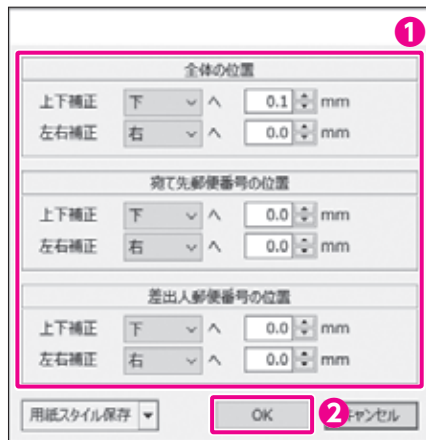 1
全体の位置
上下補正 下 へ 0.1 mm
左右補正 右 へ 0.0 mm
宛て先郵便番号の位置
上下補正 下 へ 0.0 mm
左右補正 右 へ 0.0 mm
差出人郵便番号の位置
上下補正 下 へ 0.0 mm
左右補正 右 へ 0.0 mm
用紙スタイル保存 OK 2 キャンセル